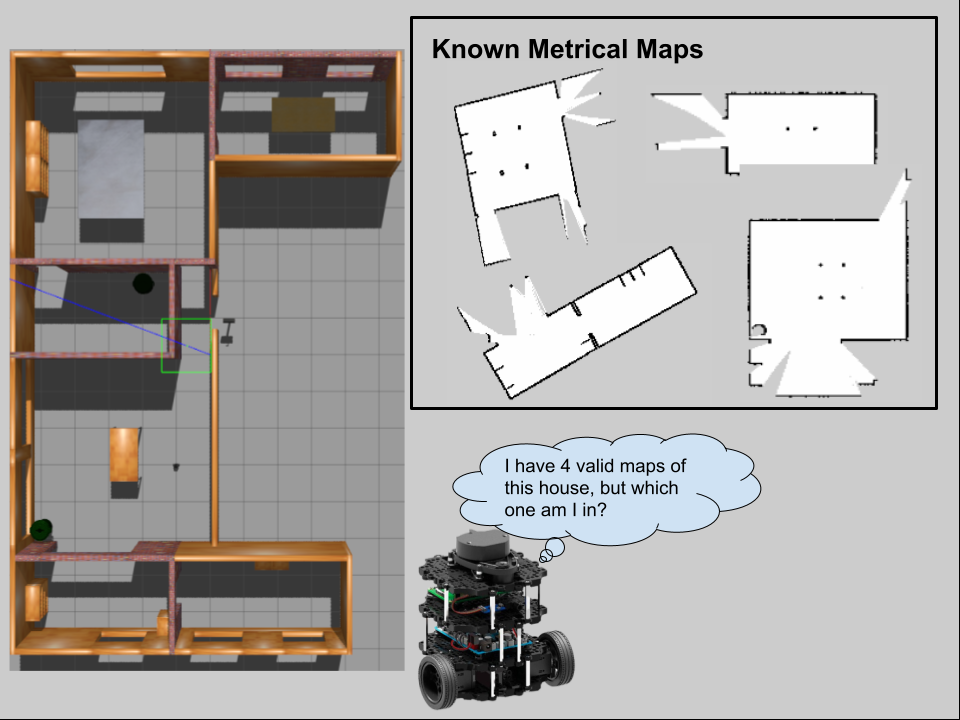 Known Metrical Maps
I have 4 valid maps of
this house, but which
one am I in?